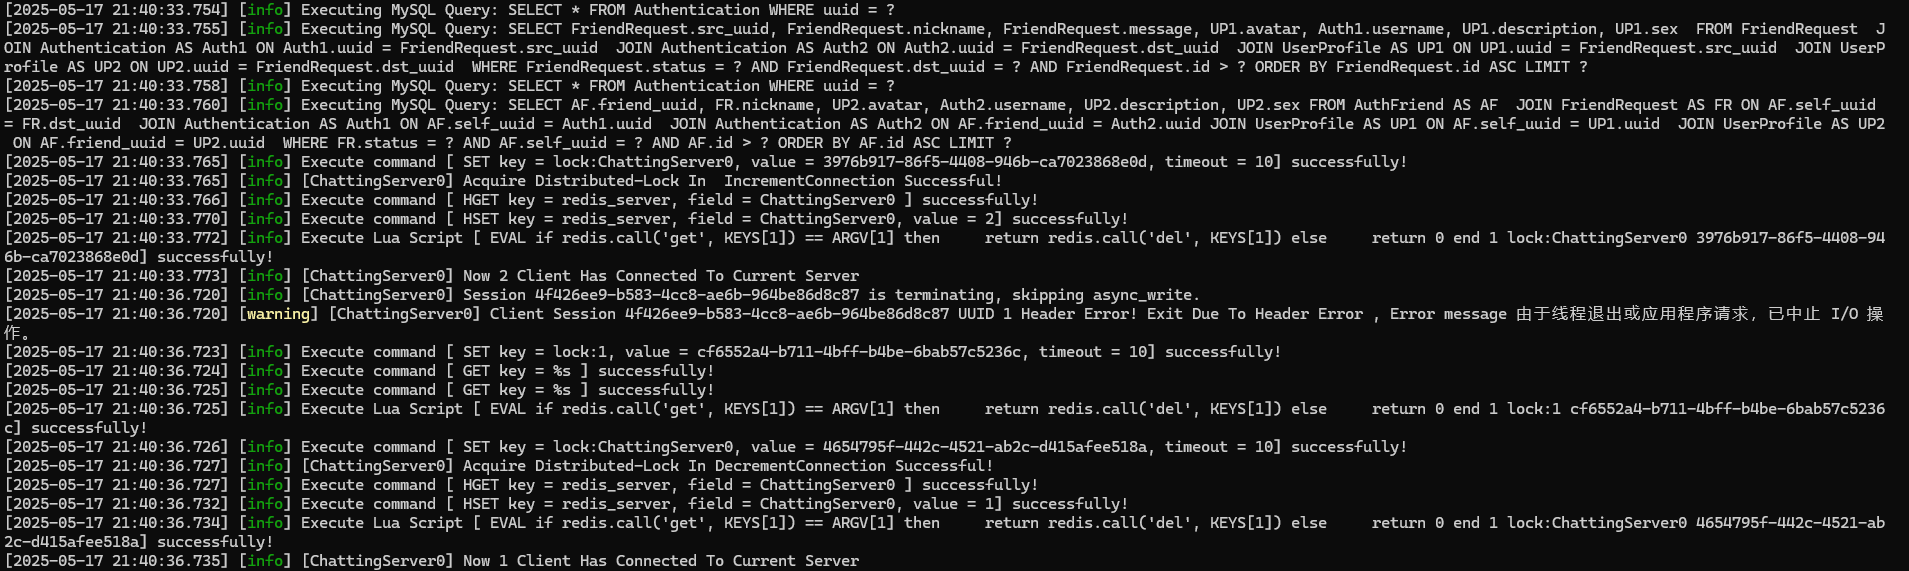 [2025-05-17 21:40:33.754] [info] Executing MySQL Query: SELECT * FROM Authentication WHERE uuid = ?
[2025-05-17 21:40:33.755] [info] Executing MySQL Query: SELECT FriendRequest.src_uuid, FriendRequest.nickname, FriendRequest.message, UP1.avatar, Auth1.username, UP1.description, UP1.sex  FROM FriendRequest  J
OIN Authentication AS Auth1 ON Auth1.uuid = FriendRequest.src_uuid  JOIN Authentication AS Auth2 ON Auth2.uuid = FriendRequest.dst_uuid  JOIN UserProfile AS UP1 ON UP1.uuid = FriendRequest.src_uuid  JOIN UserP
rofile AS UP2 ON UP2.uuid = FriendRequest.dst_uuid  WHERE FriendRequest.status = ? AND FriendRequest.dst_uuid = ? AND FriendRequest.id > ? ORDER BY FriendRequest.id ASC LIMIT ?
[2025-05-17 21:40:33.758] [info] Executing MySQL Query: SELECT * FROM Authentication WHERE uuid = ?
[2025-05-17 21:40:33.760] [info] Executing MySQL Query: SELECT AF.friend_uuid, FR.nickname, UP2.avatar, Auth2.username, UP2.description, UP2.sex FROM AuthFriend AS AF  JOIN FriendRequest AS FR ON AF.self_uuid
= FR.dst_uuid  JOIN Authentication AS Auth1 ON AF.self_uuid = Auth1.uuid  JOIN Authentication AS Auth2 ON AF.friend_uuid = Auth2.uuid JOIN UserProfile AS UP1 ON AF.self_uuid = UP1.uuid  JOIN UserProfile AS UP2
 ON AF.friend_uuid = UP2.uuid  WHERE FR.status = ? AND AF.self_uuid = ? AND AF.id > ? ORDER BY AF.id ASC LIMIT ?
[2025-05-17 21:40:33.765] [info] Execute command [ SET key = lock:ChattingServer0, value = 3976b917-86f5-4408-946b-ca7023868e0d, timeout = 10] successfully!
[2025-05-17 21:40:33.765] [info] [ChattingServer0] Acquire Distributed-Lock In  IncrementConnection Successful!
[2025-05-17 21:40:33.766] [info] Execute command [ HGET key = redis_server, field = ChattingServer0 ] successfully!
[2025-05-17 21:40:33.770] [info] Execute command [ HSET key = redis_server, field = ChattingServer0, value = 2] successfully!
[2025-05-17 21:40:33.772] [info] Execute Lua Script [ EVAL if redis.call('get', KEYS[1]) == ARGV[1] then     return redis.call('del', KEYS[1]) else     return 0 end 1 lock:ChattingServer0 3976b917-86f5-4408-94
6b-ca7023868e0d] successfully!
[2025-05-17 21:40:33.773] [info] [ChattingServer0] Now 2 Client Has Connected To Current Server
[2025-05-17 21:40:36.720] [info] [ChattingServer0] Session 4f426ee9-b583-4cc8-ae6b-964be86d8c87 is terminating, skipping async_write.
[2025-05-17 21:40:36.720] [warning] [ChattingServer0] Client Session 4f426ee9-b583-4cc8-ae6b-964be86d8c87 UUID 1 Header Error! Exit Due To Header Error , Error message 由于线程退出或应用程序请求，已中止 I/O 操
作。
[2025-05-17 21:40:36.723] [info] Execute command [ SET key = lock:1, value = cf6552a4-b711-4bff-b4be-6bab57c5236c, timeout = 10] successfully!
[2025-05-17 21:40:36.724] [info] Execute command [ GET key = %s ] successfully!
[2025-05-17 21:40:36.725] [info] Execute command [ GET key = %s ] successfully!
[2025-05-17 21:40:36.725] [info] Execute Lua Script [ EVAL if redis.call('get', KEYS[1]) == ARGV[1] then     return redis.call('del', KEYS[1]) else     return 0 end 1 lock:1 cf6552a4-b711-4bff-b4be-6bab57c5236
c] successfully!
[2025-05-17 21:40:36.726] [info] Execute command [ SET key = lock:ChattingServer0, value = 4654795f-442c-4521-ab2c-d415afee518a, timeout = 10] successfully!
[2025-05-17 21:40:36.727] [info] [ChattingServer0] Acquire Distributed-Lock In DecrementConnection Successful!
[2025-05-17 21:40:36.727] [info] Execute command [ HGET key = redis_server, field = ChattingServer0 ] successfully!
[2025-05-17 21:40:36.732] [info] Execute command [ HSET key = redis_server, field = ChattingServer0, value = 1] successfully!
[2025-05-17 21:40:36.734] [info] Execute Lua Script [ EVAL if redis.call('get', KEYS[1]) == ARGV[1] then     return redis.call('del', KEYS[1]) else     return 0 end 1 lock:ChattingServer0 4654795f-442c-4521-ab
2c-d415afee518a] successfully!
[2025-05-17 21:40:36.735] [info] [ChattingServer0] Now 1 Client Has Connected To Current Server